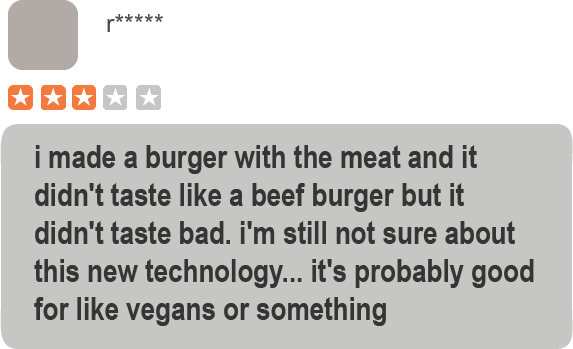 r*****
i made a burger with the meat and it
didn't taste like a beef burger but it
didn't taste bad. i'm still not sure about
this new technology... it's probably good
for like vegans or something